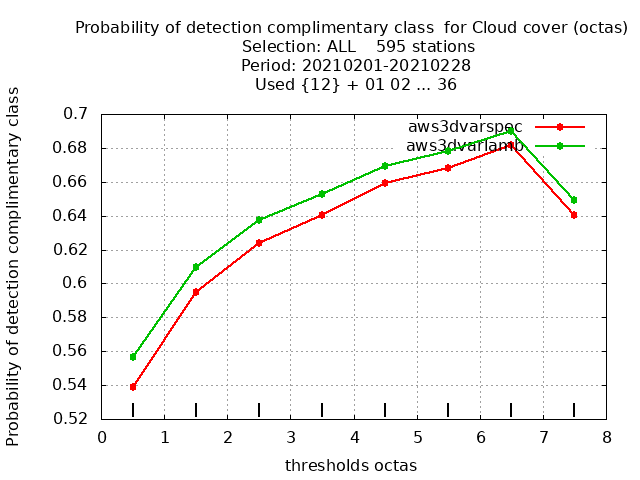 Probability of detection complimentary class  for Cloud cover (octas)
Selection: ALL    595 stations
Period: 20210201-20210228
Used {12} + 01 02 ... 36
Probability of detection complimentary class
0.7
0.68
0.66
0.64
0.62
0.6
0.58
0.56
0.54
0.52
aws3dvarspec
aws3dvarlamb
0 1 2 3 4 5 6 7 8
thresholds octas